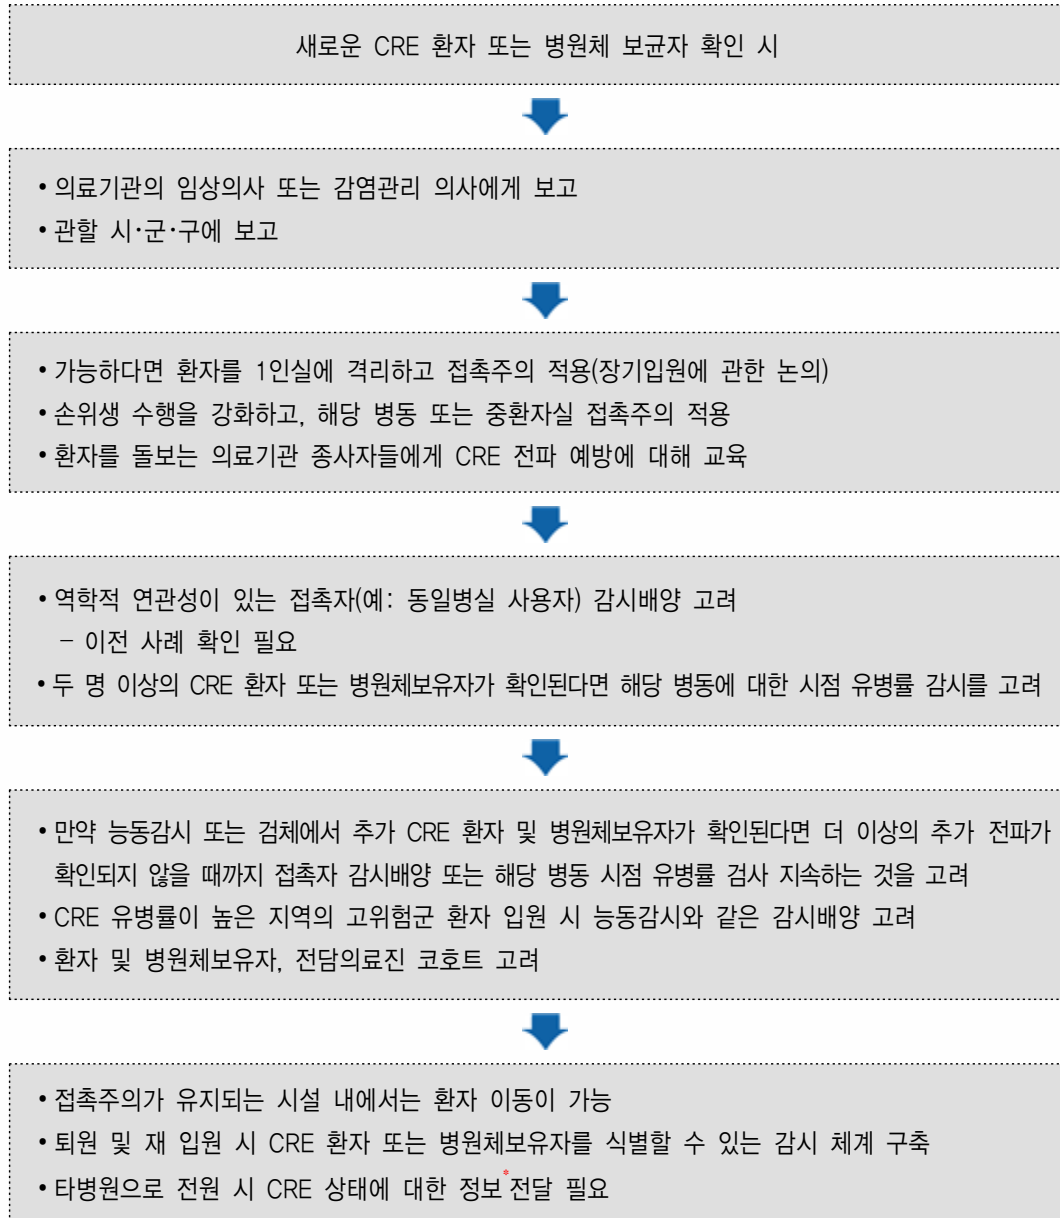 새로운 CRE 환자 또는 병원체 보균자 확인 시
• 의료기관의 임상의사 또는 감염관리 의사에게 보고
• 관할 시·군·구에 보고
• 가능하다면 환자를 1인실에 격리하고 접촉주의 적용(장기입원에 관한 논의)
• 손위생 수행을 강화하고, 해당 병동 또는 중환자실 접촉주의 적용
• 환자를 돌보는 의료기관 종사자들에게 CRE 전파 예방에 대해 교육
• 역학적 연관성이 있는 접촉자(예: 동일병실 사용자) 감시배양 고려
– 이전 사례 확인 필요
• 두 명 이상의 CRE 환자 또는 병원체보유자가 확인된다면 해당 병동에 대한 시점 유병률 감시를 고려
• 만약 능동감시 또는 검체에서 추가 CRE 환자 및 병원체보유자가 확인된다면 더 이상의 추가 전파가
확인되지 않을 때까지 접촉자 감시배양 또는 해당 병동 시점 유병률 검사 지속하는 것을 고려
• CRE 유병률이 높은 지역의 고위험군 환자 입원 시 능동감시와 같은 감시배양 고려
• 환자 및 병원체보유자, 전담의료진 코호트 고려
• 접촉주의가 유지되는 시설 내에서는 환자 이동이 가능
• 퇴원 및 재 입원 시 CRE 환자 또는 병원체보유자를 식별할 수 있는 감시 체계 구축
• 타병원으로 전원 시 CRE 상태에 대한 정보*전달 필요